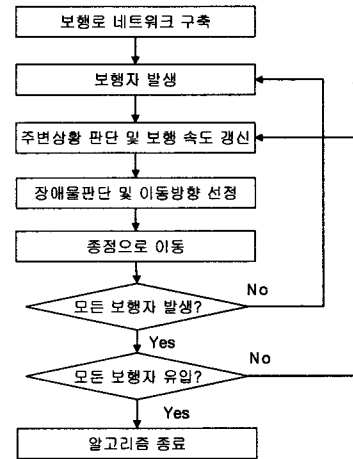 보행로 네트워크 구축
보행자 발생
주변상황 판단 및 보행 속도 갱신
장애물판단 및 이동방향 선정
종점으로 이동
모든 보행자 발생?
No
Yes
모든 보행자 유입?
No
Yes
알고리즘 종료